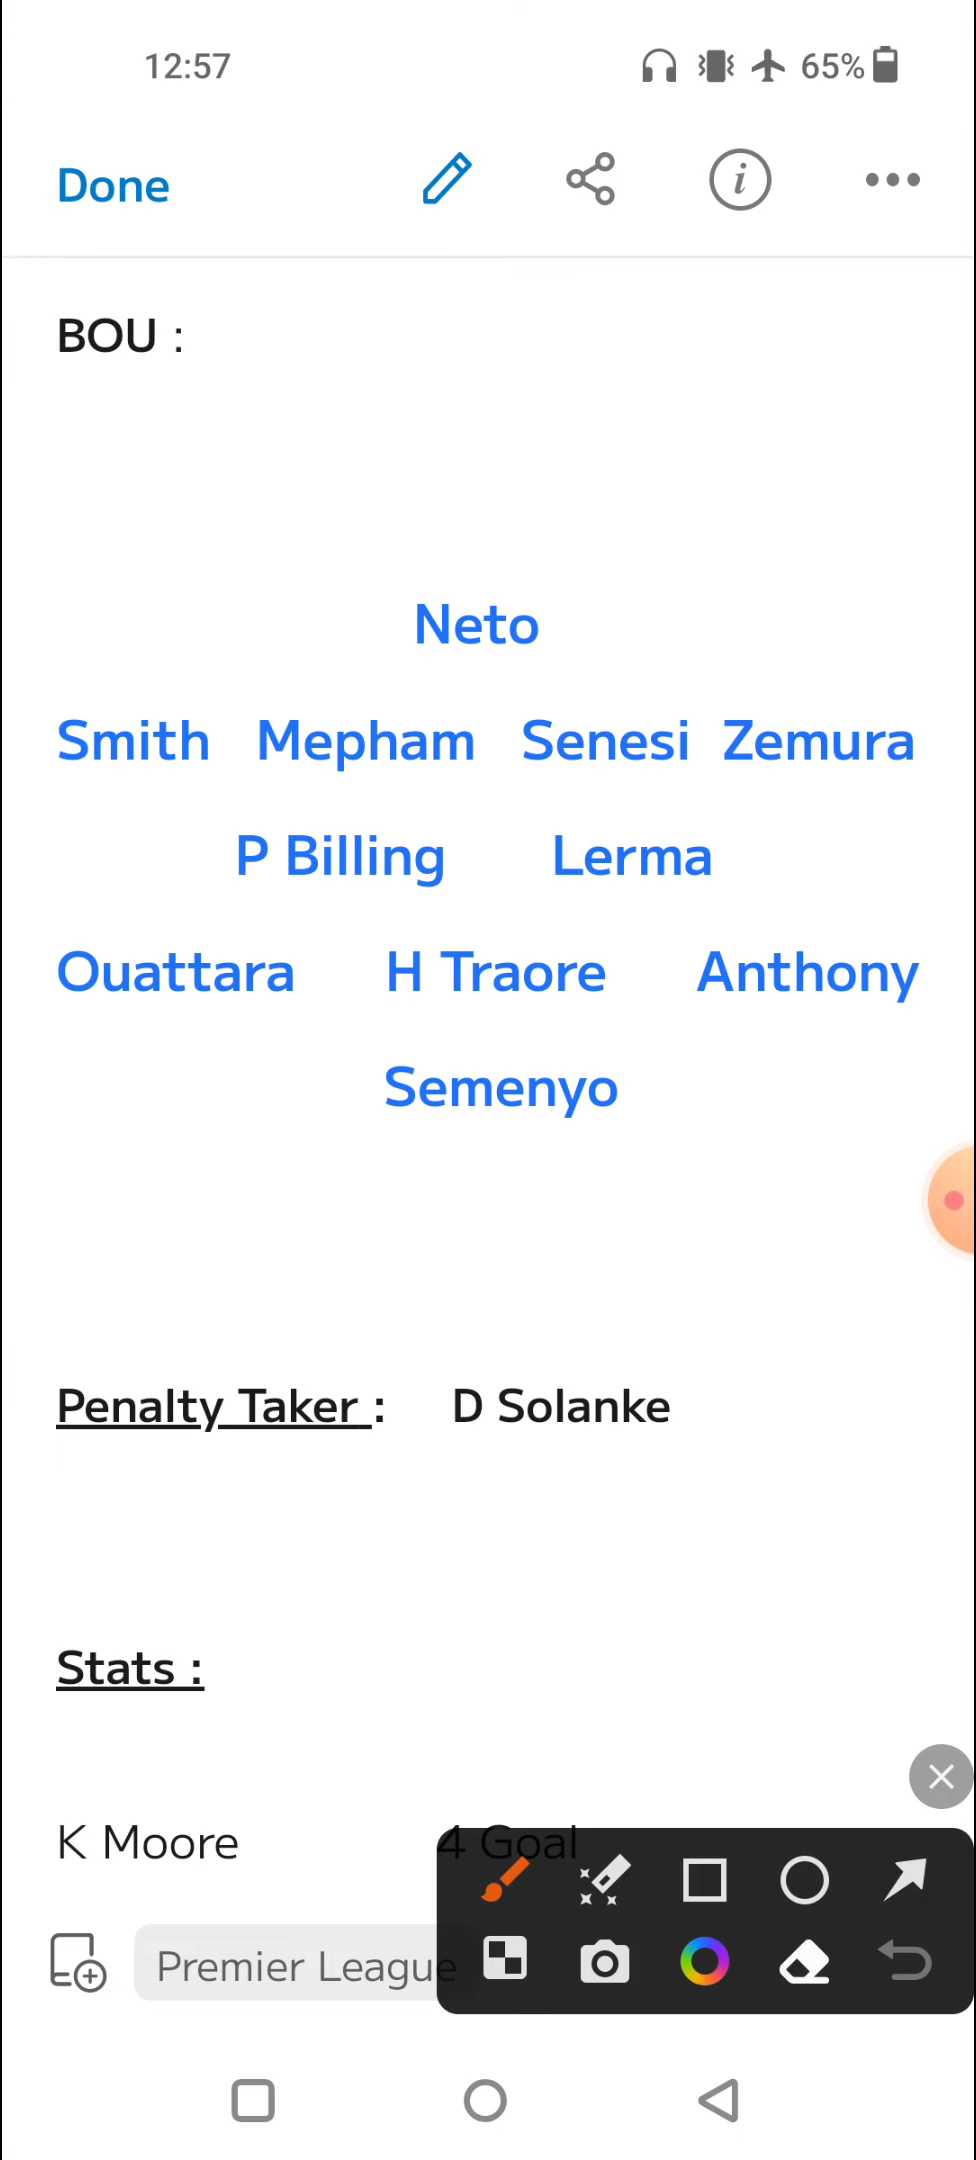 12:57 65%
Done
BOU :
Neto
Smith Mepham Senesi Zemura
P Billing Lerma
Ouattara H Traore Anthony
Semenyo
Penalty Taker : D Solanke
Stats :
K Moore 4 Goal
Premier League